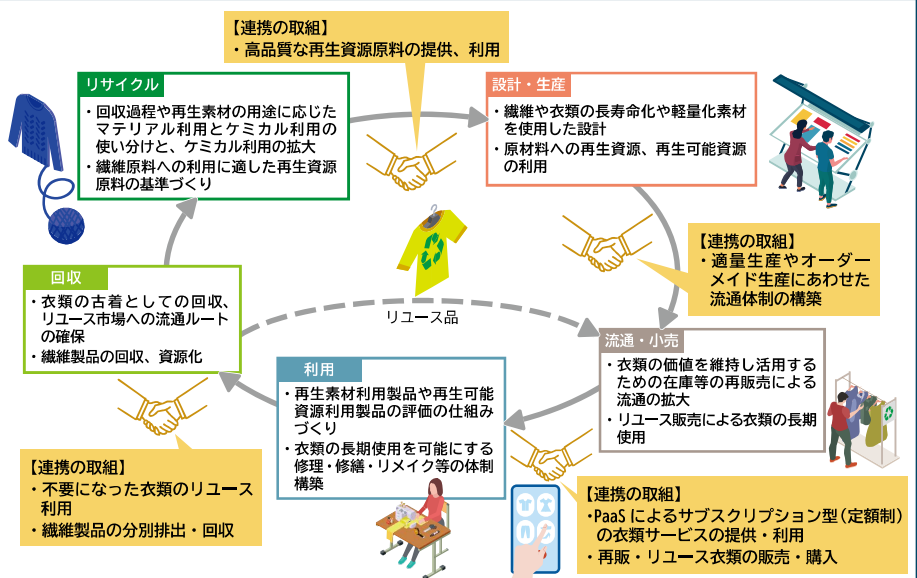 【連携の取組】
・高品質な再生資源原料の提供、利用
リサイクル
・回収過程や再生素材の用途に応じた
マテリアル利用とケミカル利用の
使い分けと、ケミカル利用の拡大
・繊維原料への利用に適した再生資源
原料の基準づくり
設計・生産
・繊維や衣類の長寿命化や軽量化素材
を使用した設計
・原材料への再生資源、再生可能資源
の利用
【連携の取組】
・適量生産やオーダー
メイド生産にあわせた
流通体制の構築
回収
・衣類の古着としての回収、
リユース市場への流通ルート
の確保
・繊維製品の回収、資源化
リユース品
流通・小売
・衣類の価値を維持し活用する
ための在庫等の再販売による
流通の拡大
・リユース販売による衣類の長期
使用
利用
・再生素材利用製品や再生可能
資源利用製品の評価の仕組み
づくり
・衣類の長期使用を可能にする
修理・修繕・リメイク等の体制
構築
【連携の取組】
・不要になった衣類のリユース
利用
・繊維製品の分別排出・回収
【連携の取組】
・PaaSによるサブスクリプション型（定額制）
の衣類サービスの提供・利用
・再販・リユース衣類の販売・購入